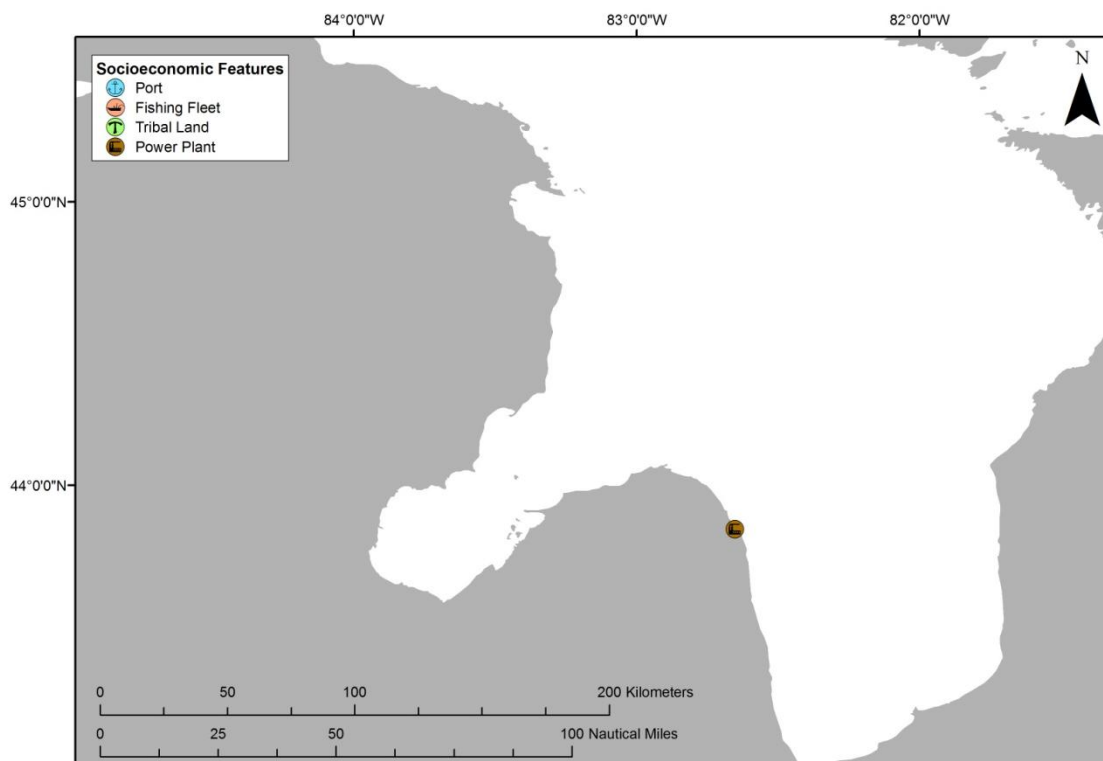 84°0'0"W 83°0'0"W 82°0'0"W
Socioeconomic Features
Port
Fishing Fleet
Tribal Land
Power Plant
N
45°0'0"N
44°0'0"N
0 50 100 200 Kilometers
0 25 50 100 Nautical Miles